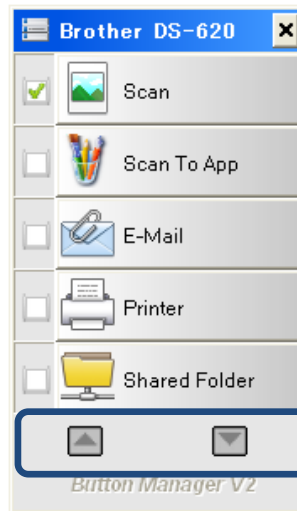 Brother DS-620
Scan
Scan To App
E-Mail
Printer
Shared Folder
Button Manager V2